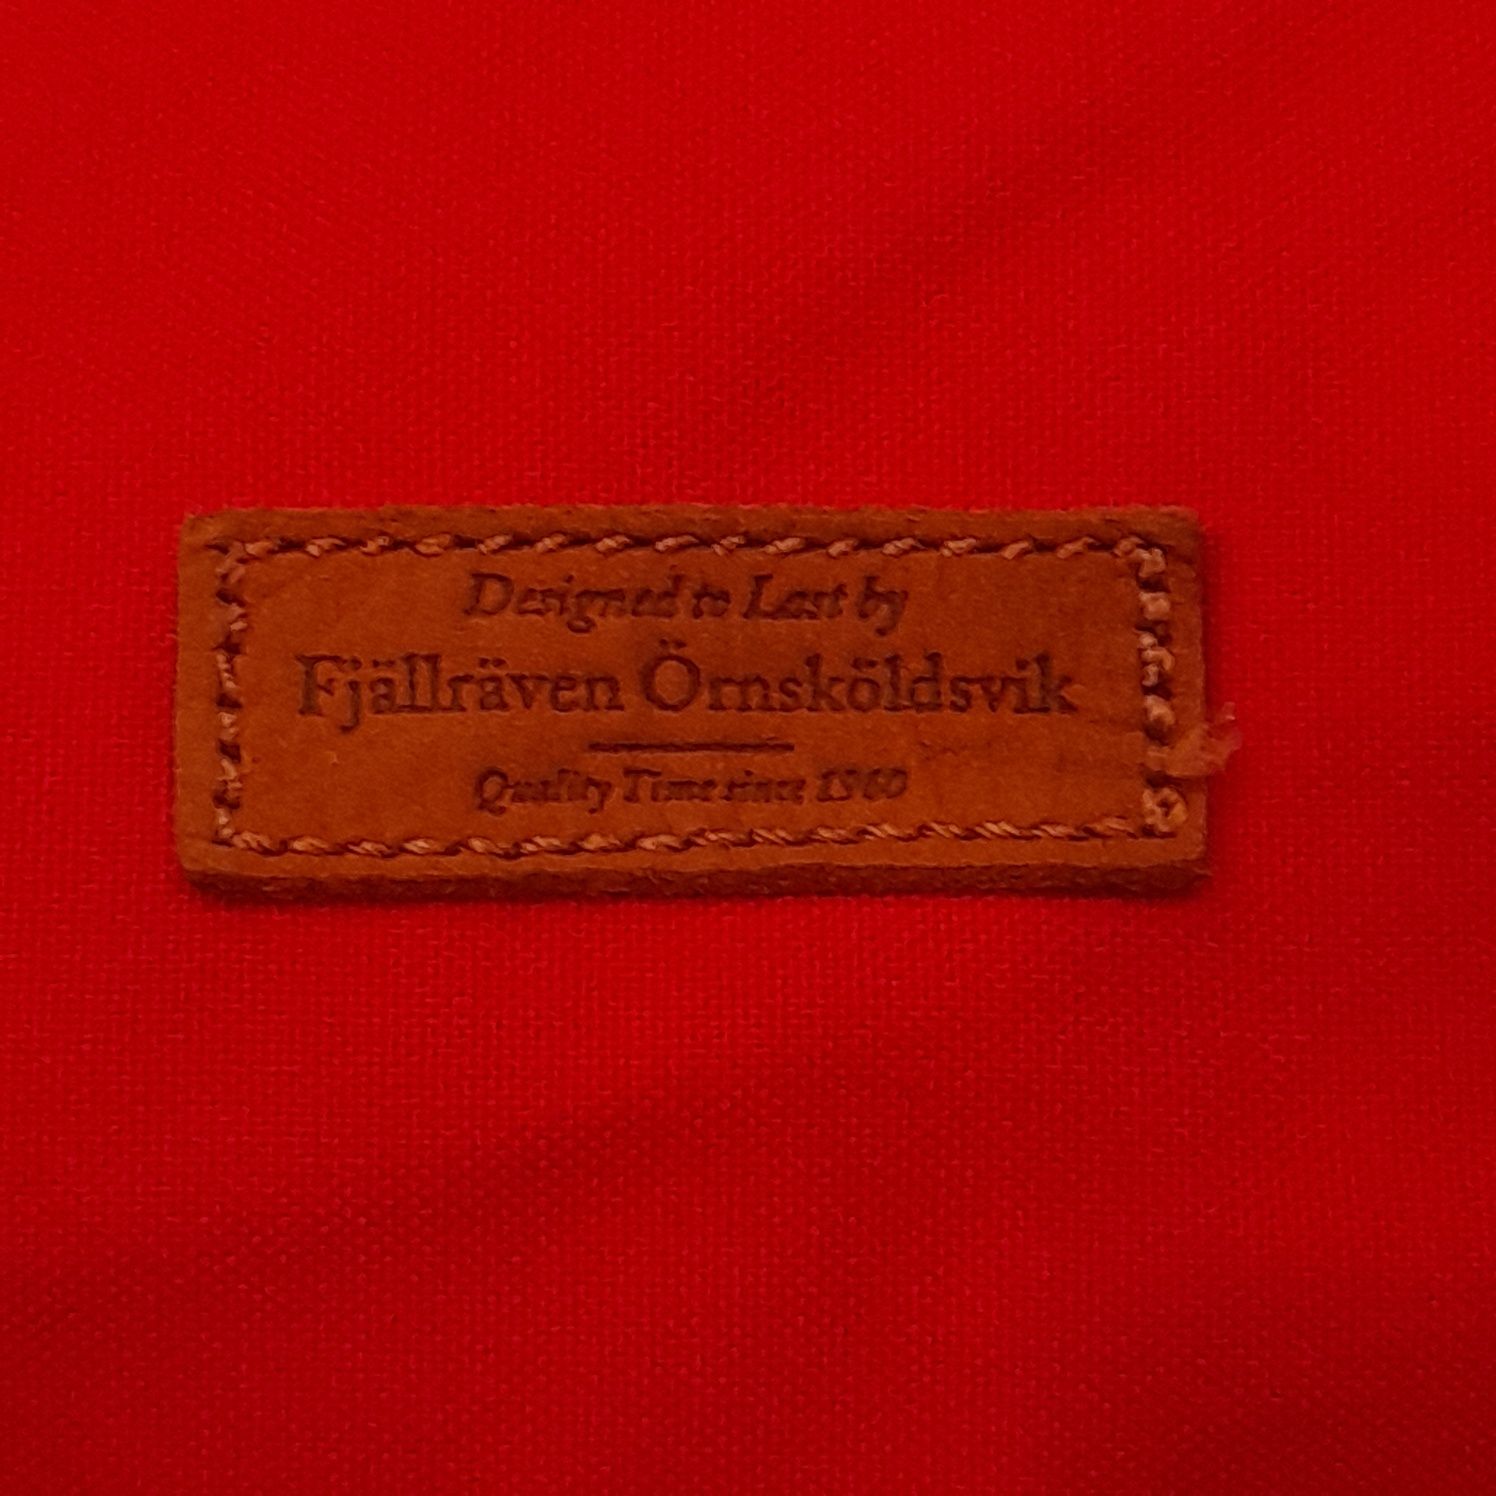 Designed to Last by
Fjällräven Örnsköldsvik
Quality Time since 1960